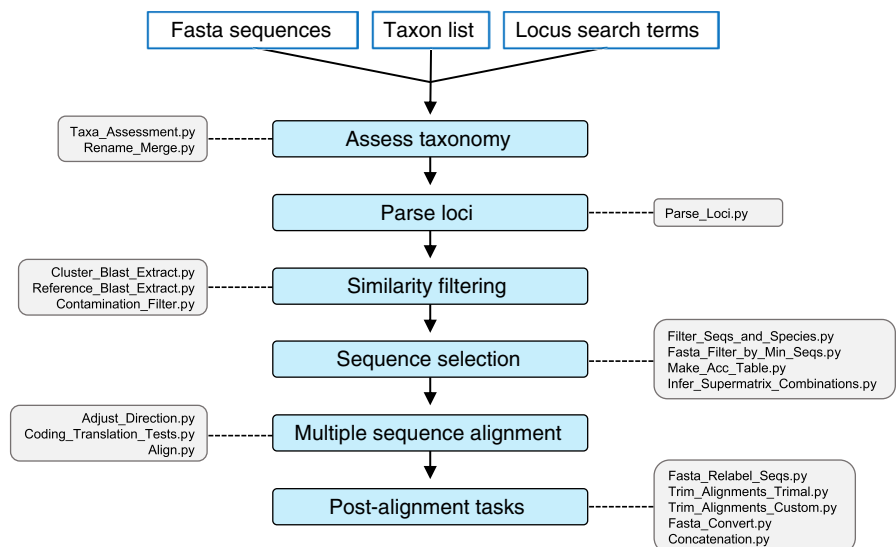 Fasta sequences
Taxon list
Locus search terms
Taxa_Assessment.py
Rename_Merge.py
Assess taxonomy
Parse loci
Parse_Loci.py
Cluster_Blast_Extract.py
Reference_Blast_Extract.py
Contamination_Filter.py
Similarity filtering
Sequence selection
Filter_Seqs_and_Species.py
Fasta_Filter_by_Min_Seqs.py
Make_Acc_Table.py
Infer_Supermatrix_Combinations.py
Adjust_Direction.py
Coding_Translation_Tests.py
Align.py
Multiple sequence alignment
Post-alignment tasks
Fasta_Relabel_Seqs.py
Trim_Alignments_Trimal.py
Trim_Alignments_Custom.py
Fasta_Convert.py
Concatenation.py